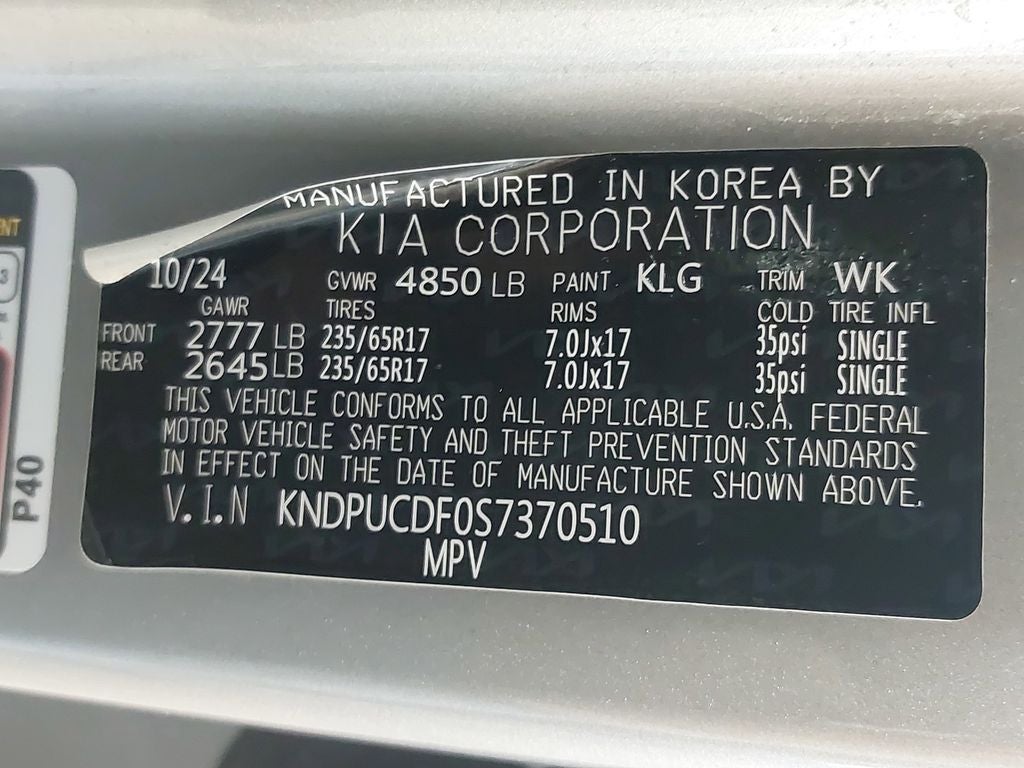 MANUFACTURED IN KOREA BY
KIA CORPORATION
10/24 GVWR 4850 LB PAINT KLG TRIM WK
GAWR TIRES RIMS COLD TIRE INFL
FRONT 2777 LB 235/65R17 7.0Jx17 35psi SINGLE
REAR 2645 LB 235/65R17 7.0Jx17 35psi SINGLE
THIS VEHICLE CONFORMS TO ALL APPLICABLE U.S.A. FEDERAL
MOTOR VEHICLE SAFETY AND THEFT PREVENTION STANDARDS
IN EFFECT ON THE DATE OF MANUFACTURE SHOWN ABOVE.
V.I.N KNDPUCDF0S7370510
MPV
P40